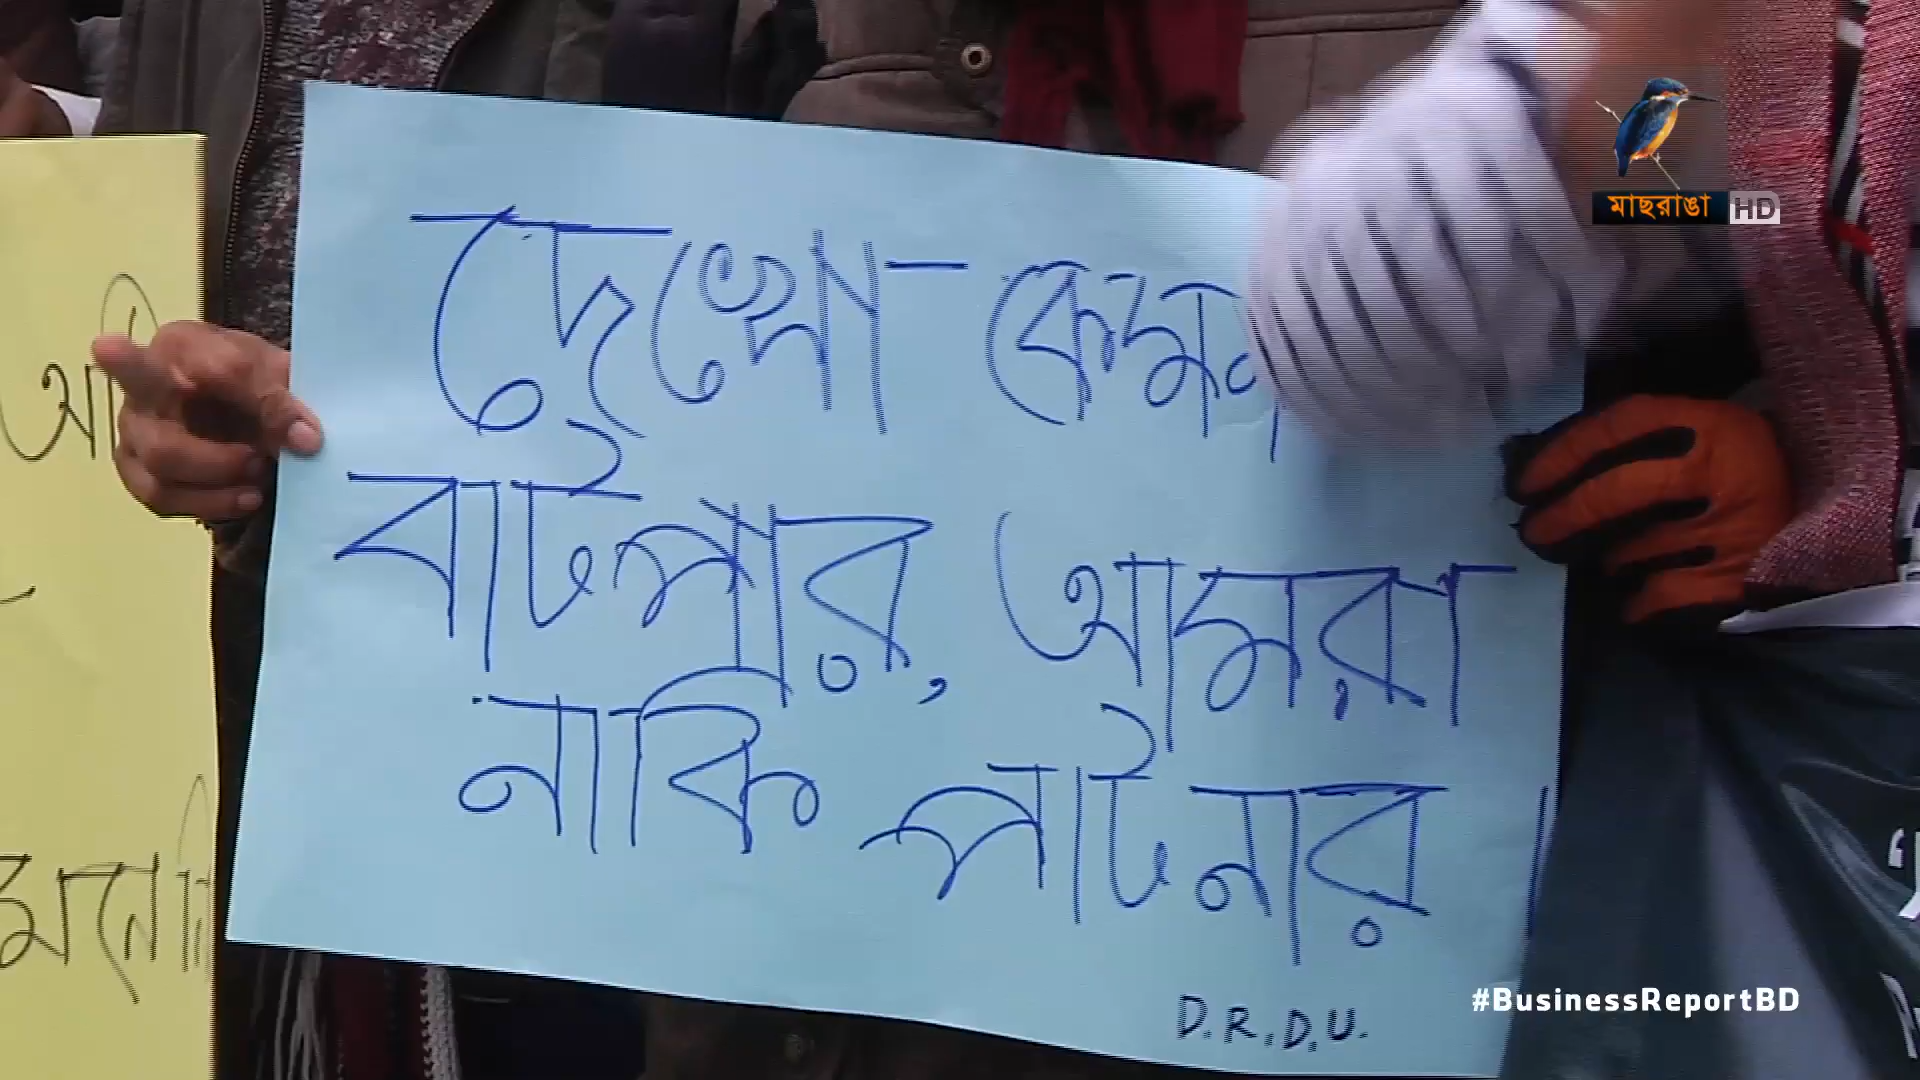 মাছরাঙা HD
দেখো কেমন
বাটপার, আমরা
নাকি পার্টনার।
D.R.D.U.
#BusinessReportBD